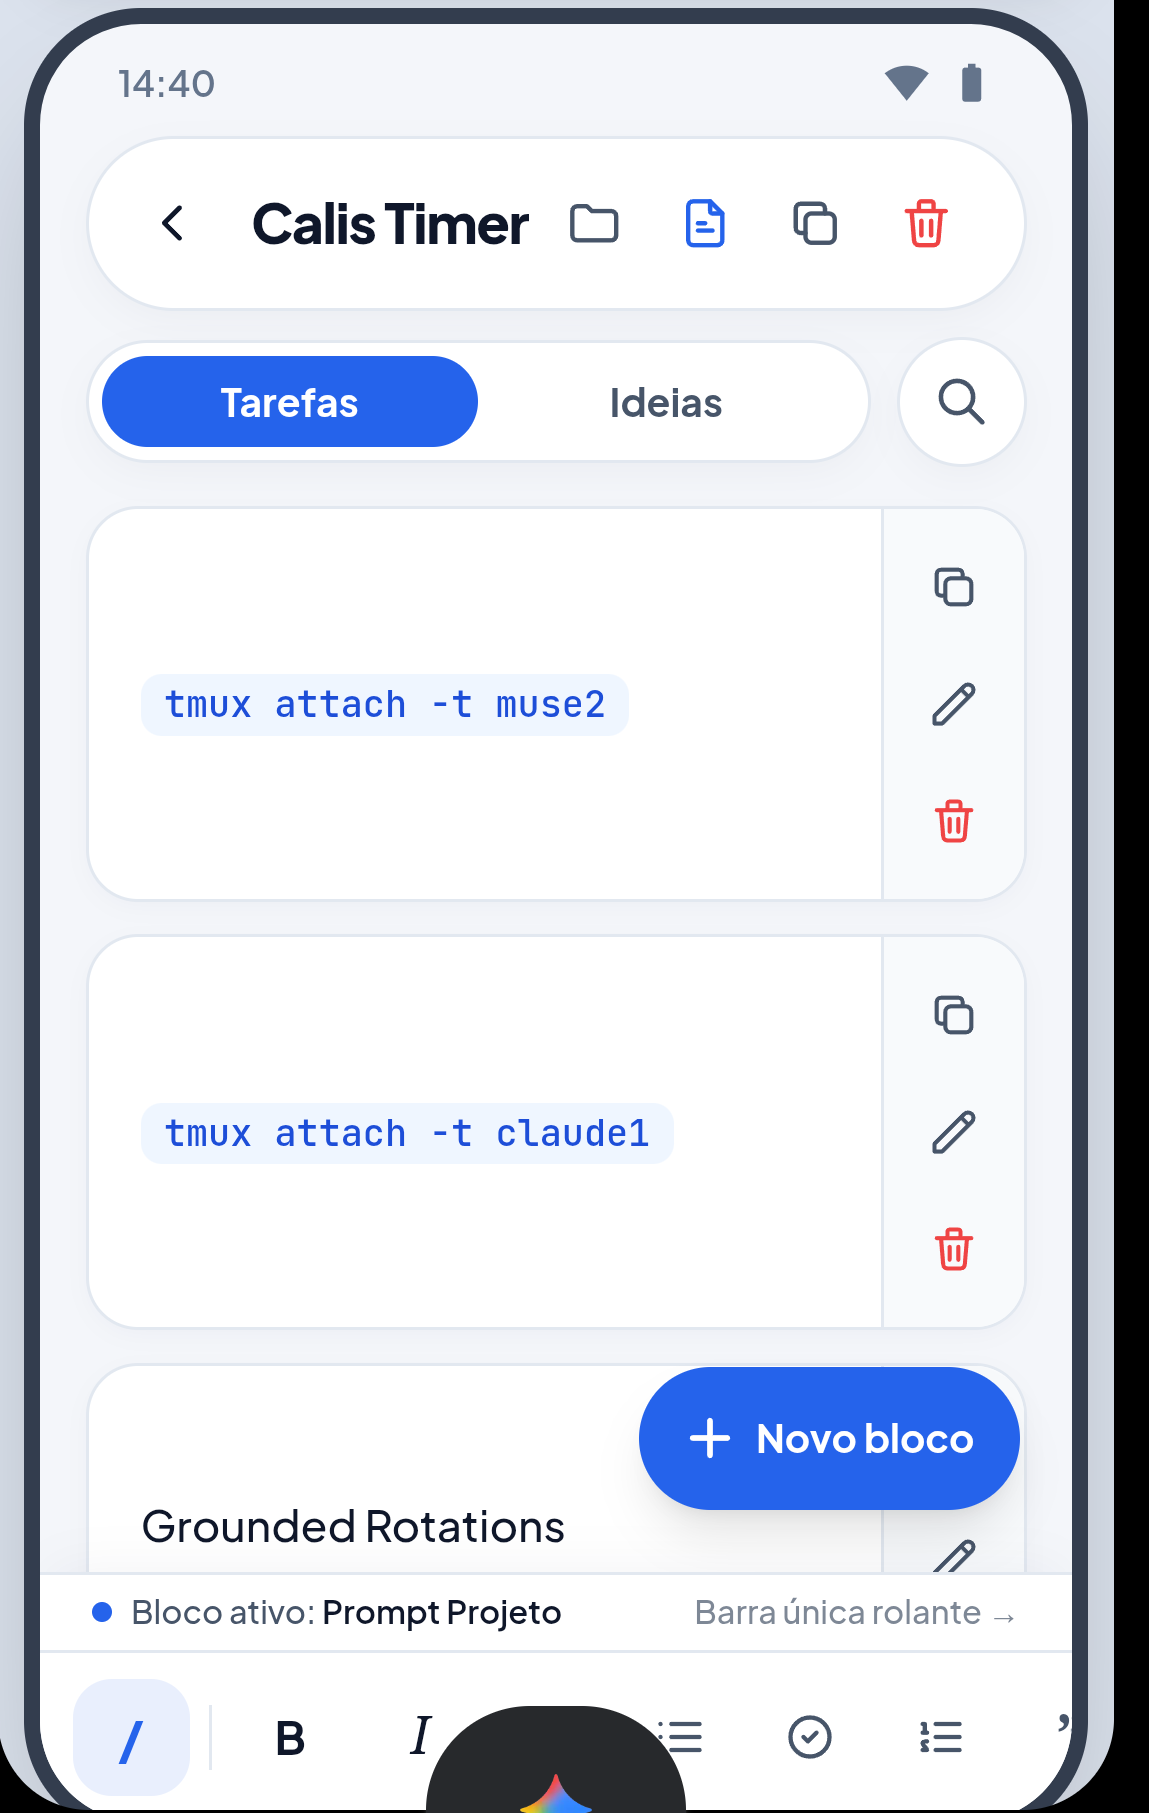 14:40
Calis Timer
Tarefas
Ideias
tmux attach -t muse2
tmux attach -t claude1
Novo bloco
Grounded Rotations
Bloco ativo: Prompt Projeto
Barra única rolante →
/
B
I